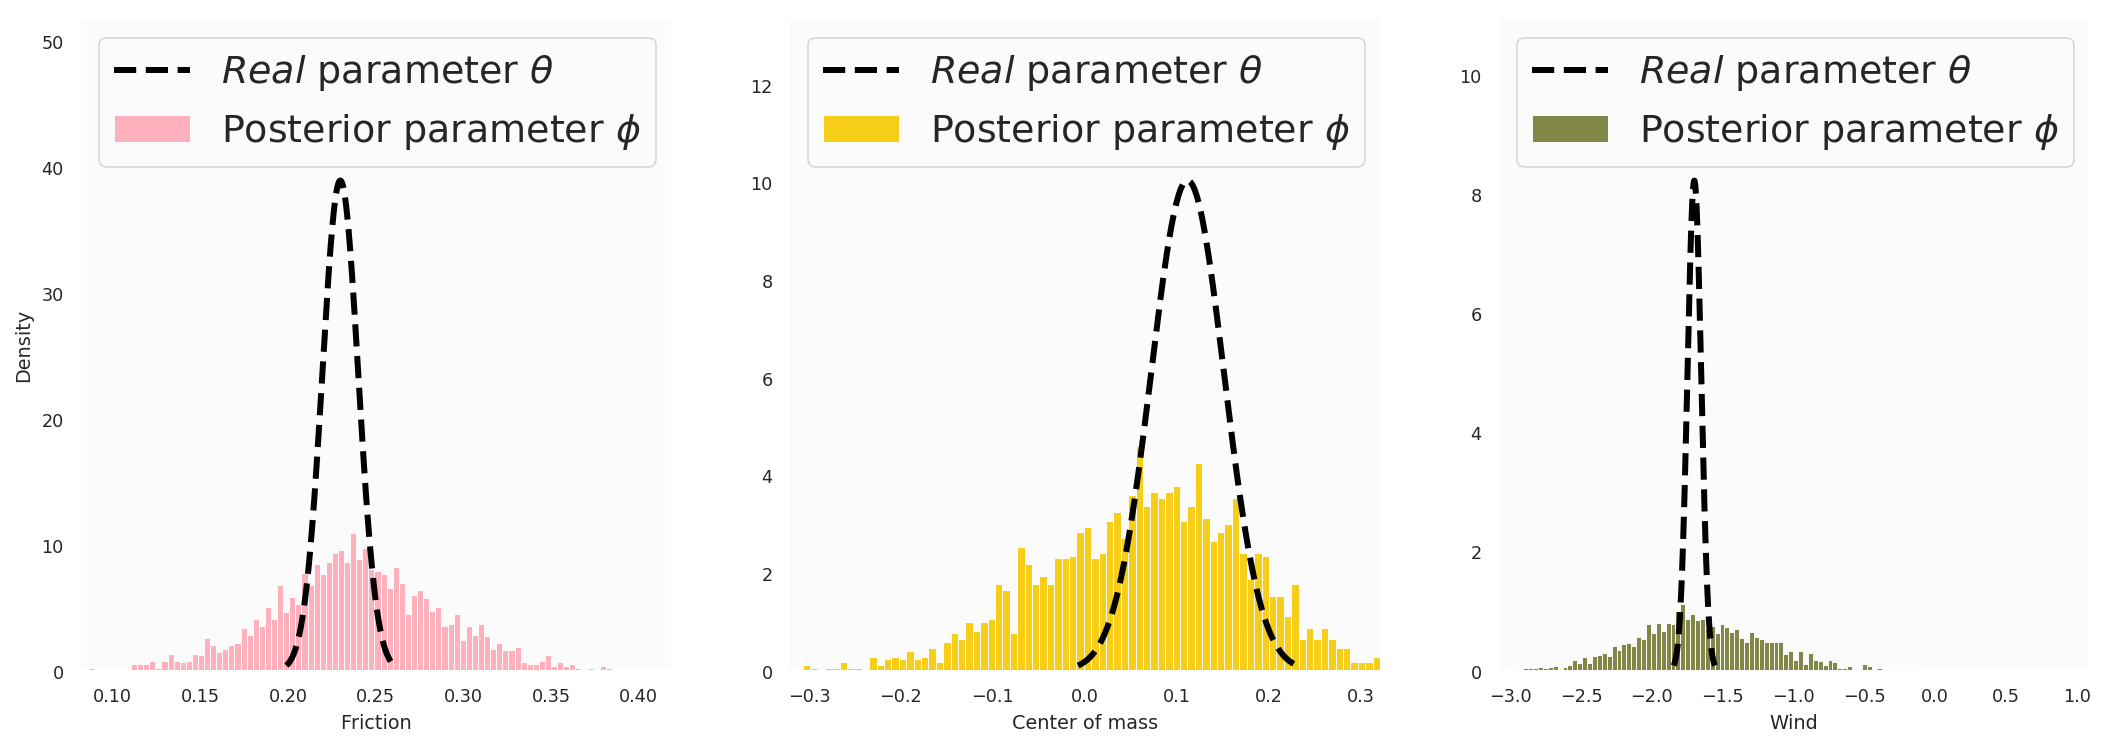 Real parameter θ
Posterior parameter ϕ
50
40
30
20
10
0
Density
0.10 0.15 0.20 0.25 0.30 0.35 0.40
Friction
Real parameter θ
Posterior parameter ϕ
12
10
8
6
4
2
0
−0.3 −0.2 −0.1 0.0 0.1 0.2 0.3
Center of mass
Real parameter θ
Posterior parameter ϕ
10
8
6
4
2
0
−3.0 −2.5 −2.0 −1.5 −1.0 −0.5 0.0 0.5 1.0
Wind